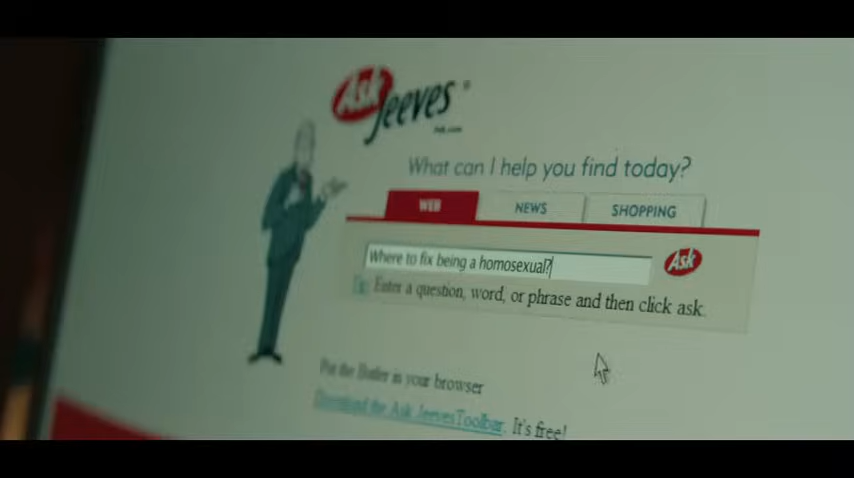 Ask Jeeves®
What can I help you find today?
WEB NEWS SHOPPING
Where to fix being a homosexual?
Ask
Enter a question, word, or phrase and then click ask.
Put the Butler in your browser
Download the Ask Jeeves Toolbar. It's free!